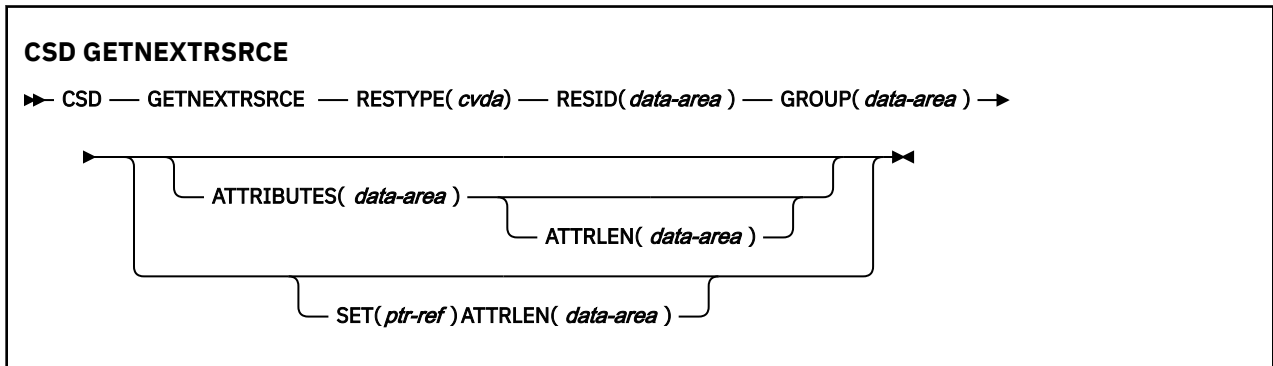 CSD GETNEXTRSRCE
CSD GETNEXTRSRCE RESTYPE( cvda) RESID( data-area ) GROUP( data-area )
ATTRIBUTES( data-area )
ATTRLEN( data-area )
SET( ptr-ref ) ATTRLEN( data-area )